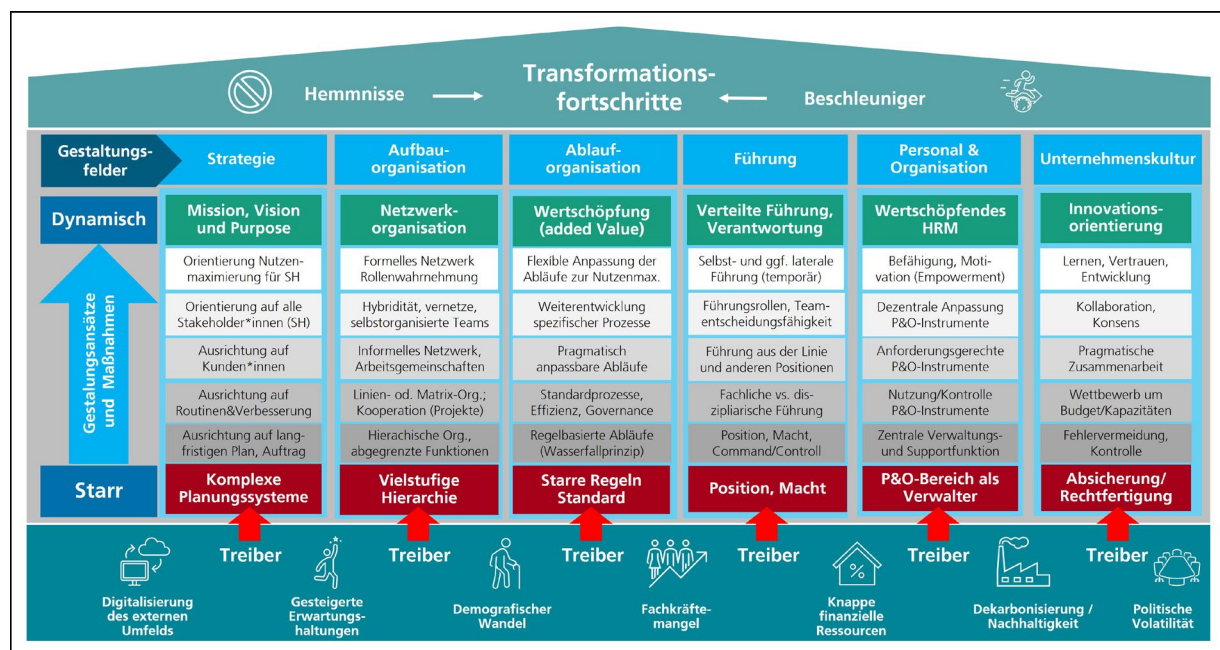 Transformations-
fortschritte
Hemmnisse
Beschleuniger
Gestaltungs-
felder
Strategie
Aufbau-
organisation
Ablauf-
organisation
Führung
Personal &
Organisation
Unternehmenskultur
Dynamisch
Mission, Vision
und Purpose
Netzwerk-
organisation
Wertschöpfung
(added Value)
Verteilte Führung,
Verantwortung
Wertschöpfendes
HRM
Innovations-
orientierung
Gestalungsansätze
und Maßnahmen
Orientierung Nutzen-
maximierung für SH
Formelles Netzwerk
Rollenwahrnehmung
Flexible Anpassung der
Abläufe zur Nutzenmax.
Selbst- und ggf. laterale
Führung (temporär)
Befähigung, Moti-
vation (Empowerment)
Lernen, Vertrauen,
Entwicklung
Orientierung auf alle
Stakeholder*innen (SH)
Hybridität, vernetze,
selbstorganisierte Teams
Weiterentwicklung
spezifischer Prozesse
Führungsrollen, Team-
entscheidungsfähigkeit
Dezentrale Anpassung
P&O-Instrumente
Kollaboration,
Konsens
Ausrichtung auf
Kunden*innen
Informelles Netzwerk,
Arbeitsgemeinschaften
Pragmatisch
anpassbare Abläufe
Führung aus der Linie
und anderen Positionen
Anforderungsgerechte
P&O-Instrumente
Pragmatische
Zusammenarbeit
Ausrichtung auf
Routinen&Verbesserung
Linien- od. Matrix-Org.;
Kooperation (Projekte)
Standardprozesse,
Effizienz, Governance
Fachliche vs. dis-
zipliarische Führung
Nutzung/Kontrolle
P&O-Instrumente
Wettbewerb um
Budget/Kapazitäten
Ausrichtung auf lang-
fristigen Plan, Auftrag
Hierachische Org.,
abgegrenzte Funktionen
Regelbasierte Abläufe
(Wasserfallprinzip)
Position, Macht,
Command/Controll
Zentrale Verwaltungs-
und Supportfunktion
Fehlervermeidung,
Kontrolle
Starr
Komplexe
Planungssysteme
Vielstufige
Hierarchie
Starre Regeln
Standard
Position, Macht
P&O-Bereich als
Verwalter
Absicherung/
Rechtfertigung
Treiber
Treiber
Treiber
Treiber
Treiber
Treiber
%
Digitalisierung
des externen
Umfelds
Gesteigerte
Erwartungs-
haltungen
Demografischer
Wandel
Fachkräfte-
mangel
Knappe
finanzielle
Ressourcen
Dekarbonisierung /
Nachhaltigkeit
Politische
Volatilität